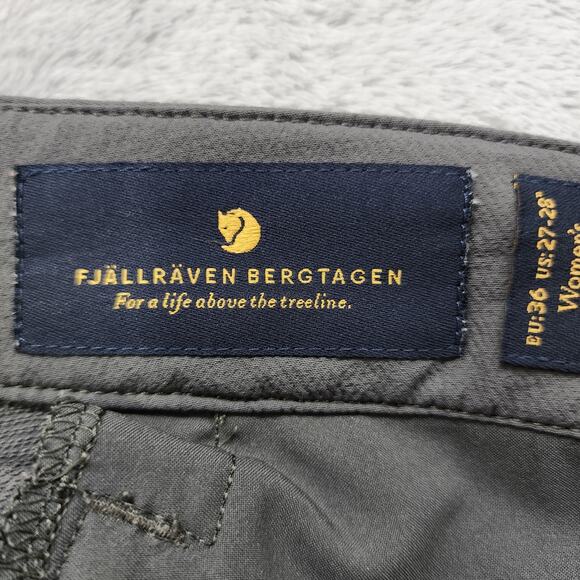 FJÄLLRÄVEN BERGTAGEN
For a life above the treeline.
EU:36 US:27-28"
Women's